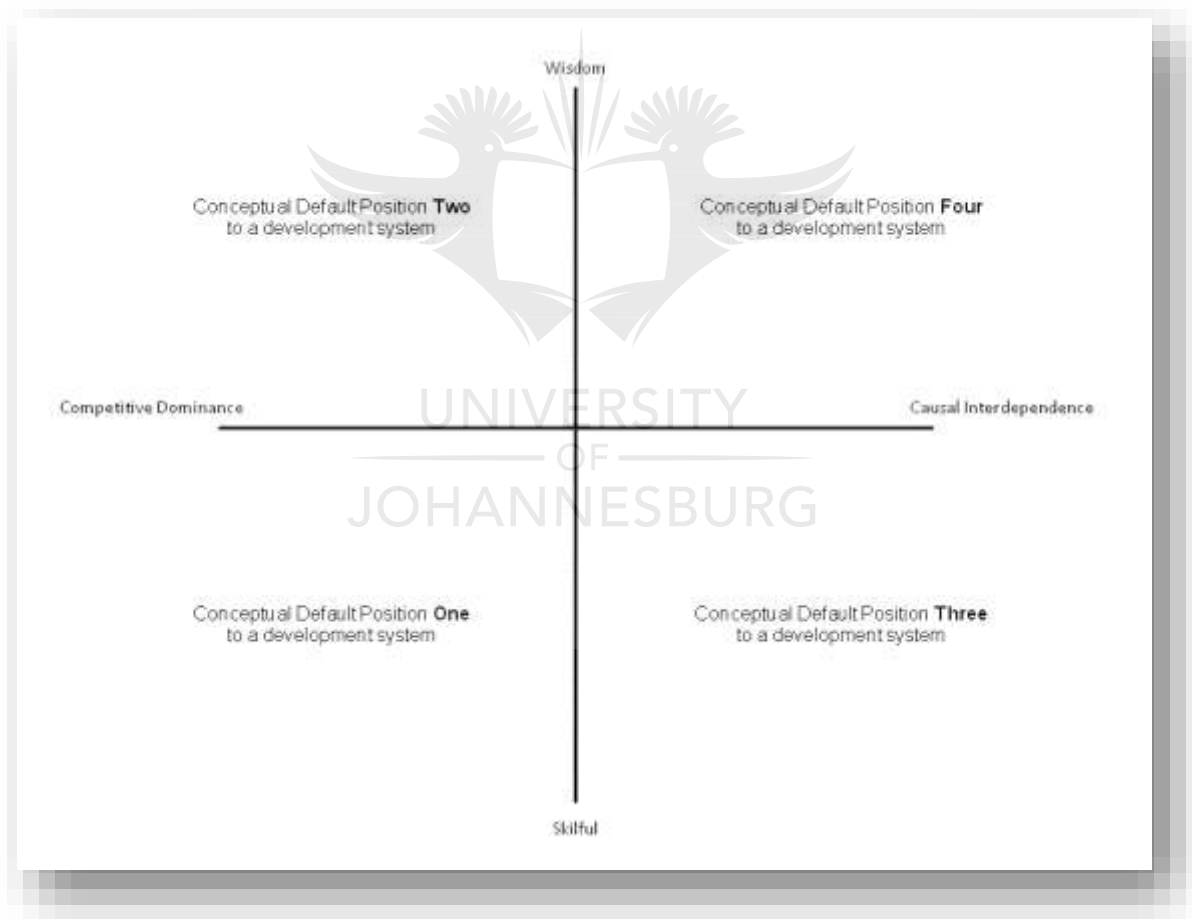 Wisdom
Conceptual Default Position Two
to a development system
Conceptual Default Position Four
to a development system
Competitive Dominance
Causal Interdependence
UNIVERSITY
OF
JOHANNESBURG
Conceptual Default Position One
to a development system
Conceptual Default Position Three
to a development system
Skilful